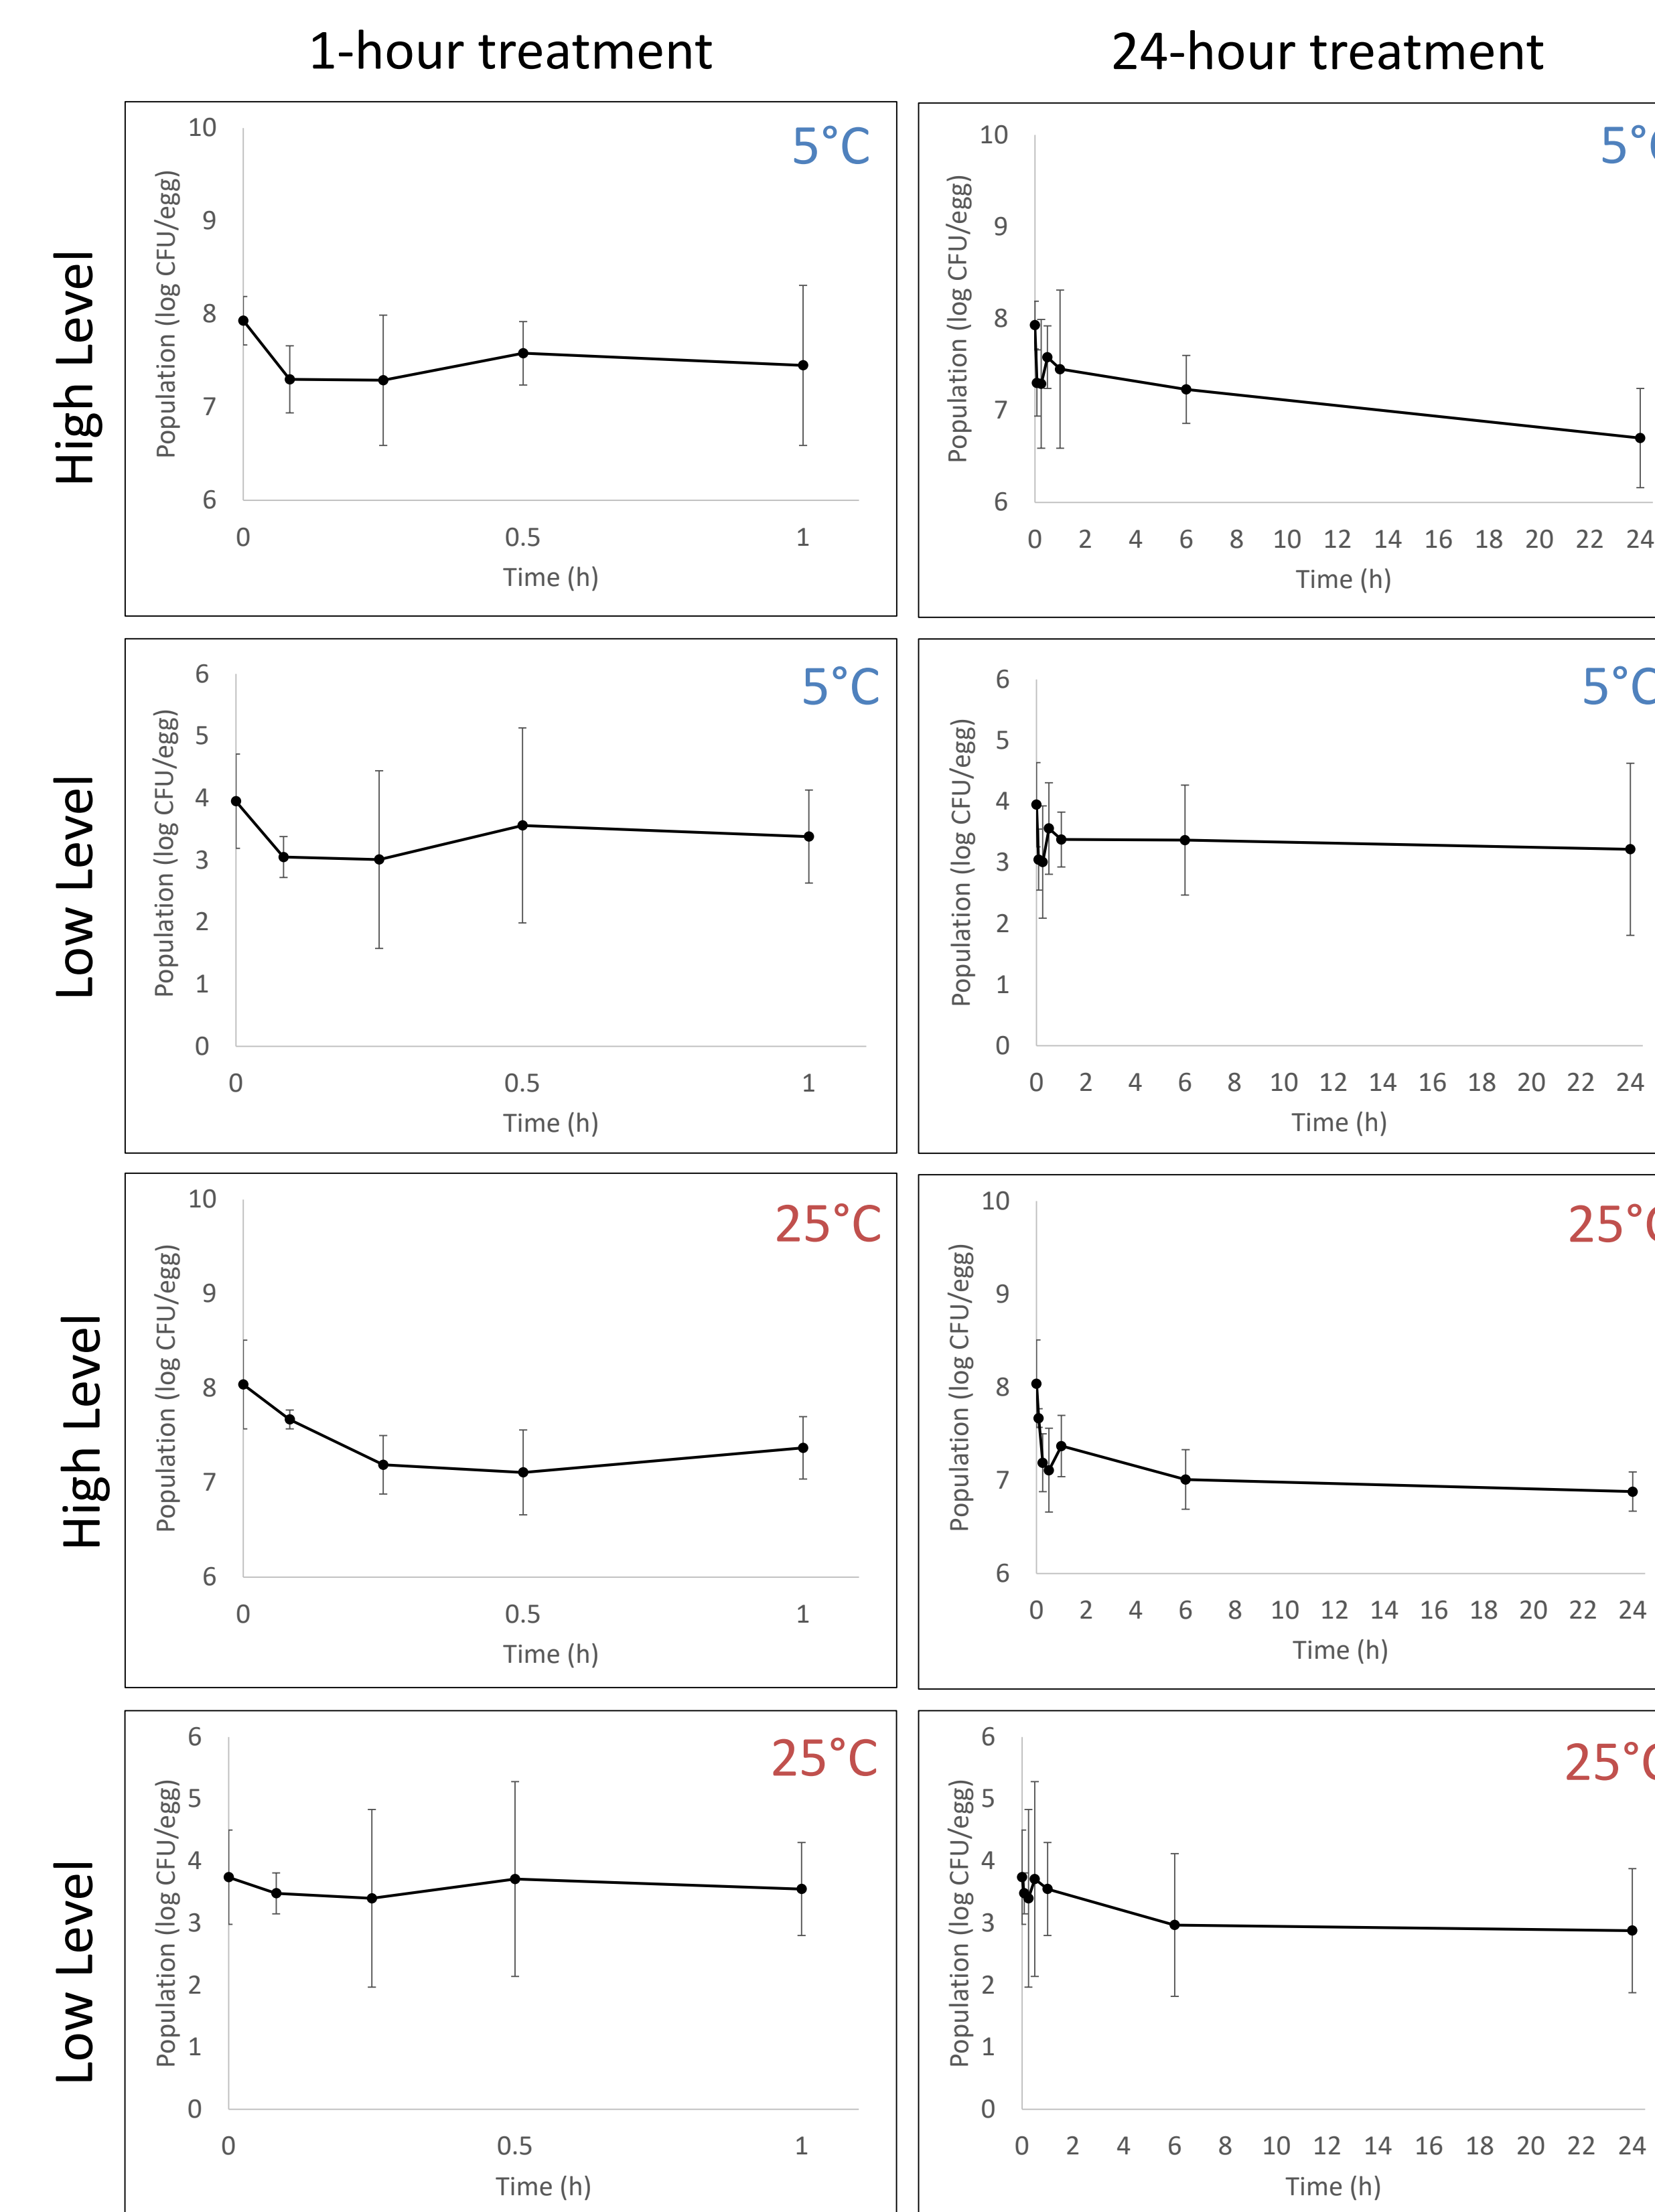 1-hour treatment
24-hour treatment
High Level
10
9
8
7
6
Population (log CFU/egg)
5°C
0 0.5 1
Time (h)
10
9
8
7
6
Population (log CFU/egg)
5°C
0 2 4 6 8 10 12 14 16 18 20 22 24
Time (h)
Low Level
6
5
4
3
2
1
0
Population (log CFU/egg)
5°C
0 0.5 1
Time (h)
6
5
4
3
2
1
0
Population (log CFU/egg)
5°C
0 2 4 6 8 10 12 14 16 18 20 22 24
Time (h)
High Level
10
9
8
7
6
Population (log CFU/egg)
25°C
0 0.5 1
Time (h)
10
9
8
7
6
Population (log CFU/egg)
25°C
0 2 4 6 8 10 12 14 16 18 20 22 24
Time (h)
Low Level
6
5
4
3
2
1
0
Population (log CFU/egg)
25°C
0 0.5 1
Time (h)
6
5
4
3
2
1
0
Population (log CFU/egg)
25°C
0 2 4 6 8 10 12 14 16 18 20 22 24
Time (h)